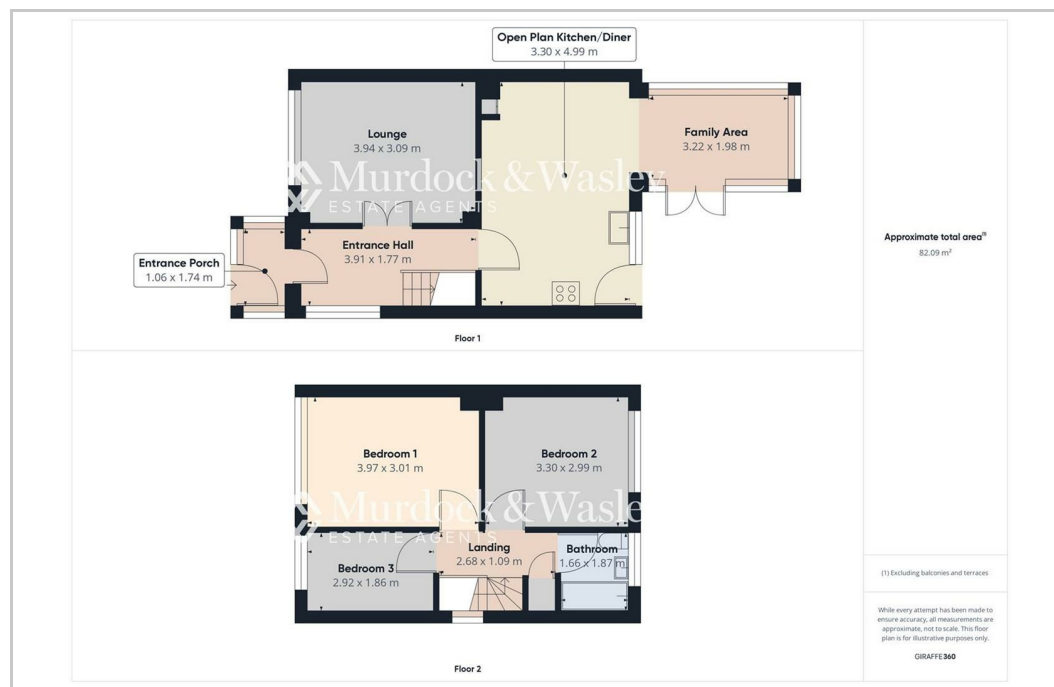 Open Plan Kitchen/Diner
3.30 x 4.99 m
Lounge
3.94 x 3.09 m
Family Area
3.22 x 1.98 m
Murdock & Wasley
ESTATE AGENTS
Entrance Hall
3.91 x 1.77 m
Entrance Porch
1.06 x 1.74 m
Floor 1
Approximate total area(1)
82.09 m²
Bedroom 1
3.97 x 3.01 m
Bedroom 2
3.30 x 2.99 m
Murdock & Wasley
ESTATE AGENTS
Landing
2.68 x 1.09 m
Bathroom
1.66 x 1.87 m
Bedroom 3
2.92 x 1.86 m
Floor 2
(1) Excluding balconies and terraces
While every attempt has been made to
ensure accuracy, all measurements are
approximate, not to scale. This floor
plan is for illustrative purposes only.
GIRAFFE360